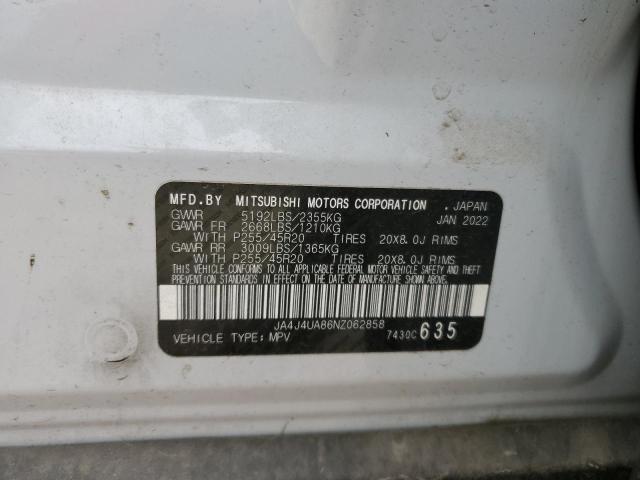 MFD.BY MITSUBISHI MOTORS CORPORATION . JAPAN
GVWR 5192LBS/2355KG JAN 2022
GAWR FR 2668LBS/1210KG
WITH P255/45R20 TIRES 20X8.0J RIMS
GAWR RR 3009LBS/1365KG
WITH P255/45R20 TIRES 20X8.0J RIMS
THIS VEHICLE CONFORMS TO ALL APPLICABLE FEDERAL MOTOR VEHICLE SAFETY AND THEFT
PREVENTION STANDARDS IN EFFECT ON THE DATE OF MANUFACTURE SHOWN ABOVE.
JA4J4UA86NZ062858
VEHICLE TYPE: MPV 7430C 635